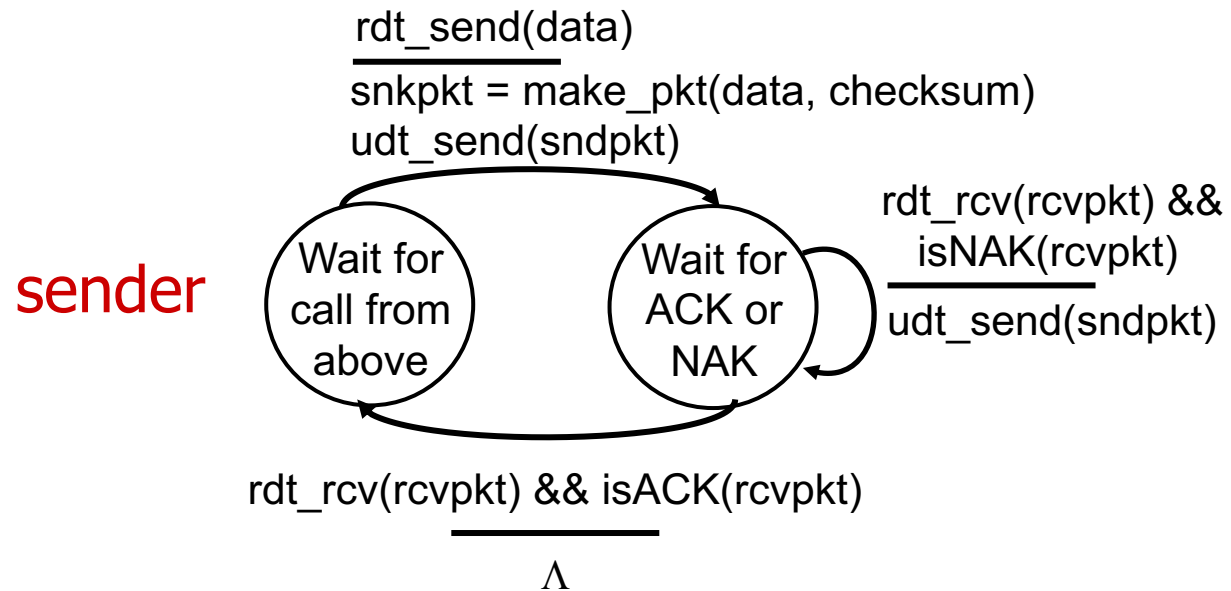 rdt_send(data)
snkpkt = make_pkt(data, checksum)
udt_send(sndpkt)
sender
Wait for
call from
above
Wait for
ACK or
NAK
rdt_rcv(rcvpkt) &&
isNAK(rcvpkt)
udt_send(sndpkt)
rdt_rcv(rcvpkt) && isACK(rcvpkt)
Λ